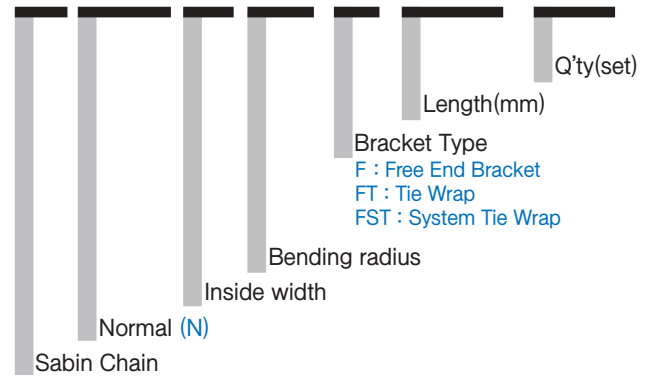 Q'ty(set)
Length(mm)
Bracket Type
F : Free End Bracket
FT : Tie Wrap
FST : System Tie Wrap
Bending radius
Inside width
Normal (N)
Sabin Chain